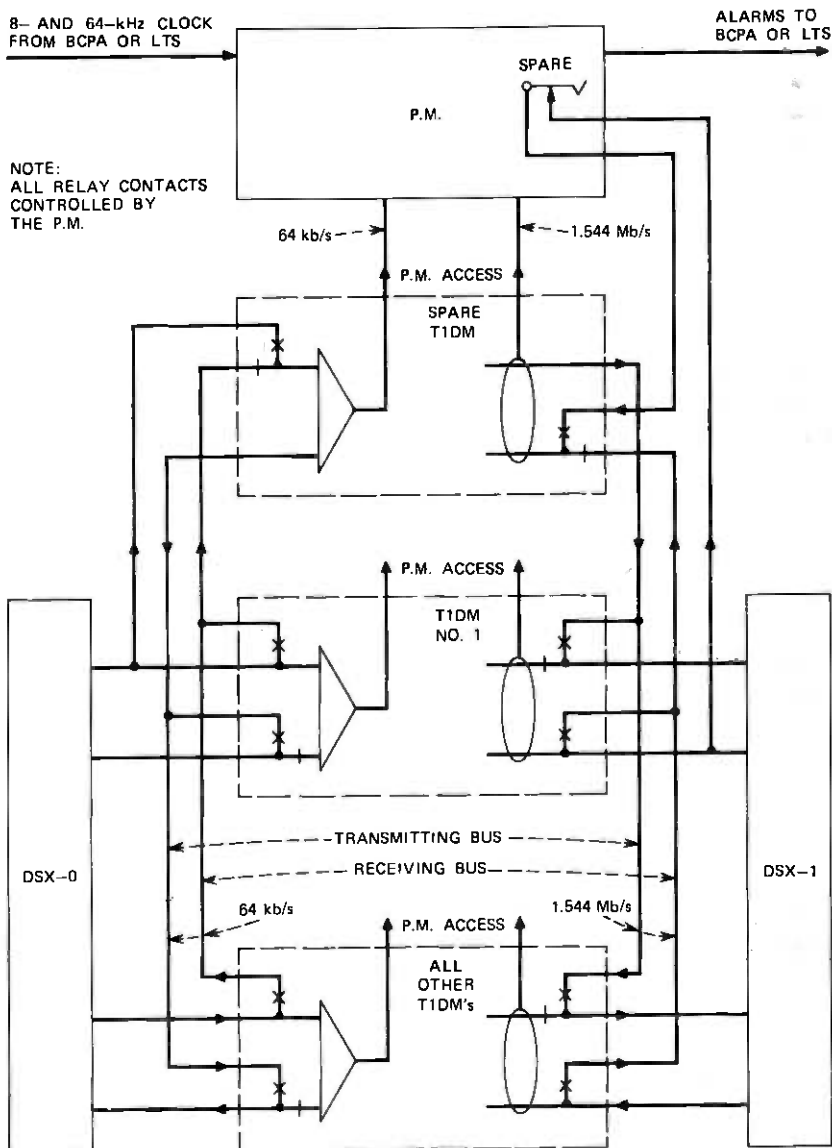 8– AND 64–kHz CLOCK
FROM BCPA OR LTS
ALARMS TO
BCPA OR LTS
SPARE
P.M.
NOTE:
ALL RELAY CONTACTS
CONTROLLED BY
THE P.M.
64 kb/s
1.544 Mb/s
P.M. ACCESS
SPARE
T1DM
P.M. ACCESS
T1DM
NO. 1
TRANSMITTING BUS
RECEIVING BUS
DSX–0
DSX–1
64 kb/s
1.544 Mb/s
P.M. ACCESS
ALL
OTHER
T1DM's